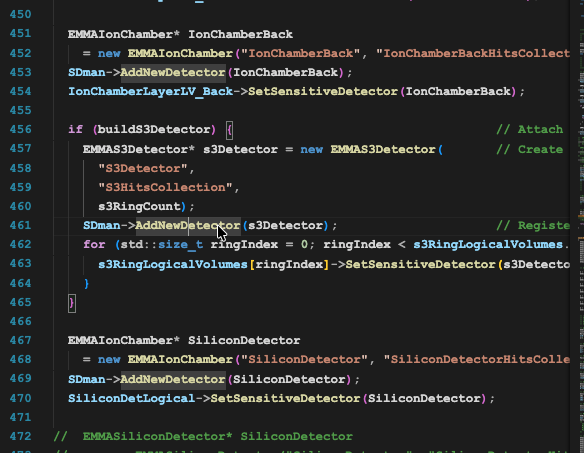 450
451 EMMAIonChamber* IonChamberBack
452 = new EMMAIonChamber("IonChamberBack", "IonChamberBackHitsCollect
453 SDman->AddNewDetector(IonChamberBack);
454 IonChamberLayerLV_Back->SetSensitiveDetector(IonChamberBack);
455
456 if (buildS3Detector) { // Attach
457 EMMAS3Detector* s3Detector = new EMMAS3Detector( // Create
458 "S3Detector",
459 "S3HitsCollection",
460 s3RingCount);
461 SDman->AddNewDetector(s3Detector); // Registe
462 for (std::size_t ringIndex = 0; ringIndex < s3RingLogicalVolumes.
463 s3RingLogicalVolumes[ringIndex]->SetSensitiveDetector(s3Detecto
464 }
465 }
466
467 EMMAIonChamber* SiliconDetector
468 = new EMMAIonChamber("SiliconDetector", "SiliconDetectorHitsColle
469 SDman->AddNewDetector(SiliconDetector);
470 SiliconDetLogical->SetSensitiveDetector(SiliconDetector);
471
472 // EMMASiliconDetector* SiliconDetector